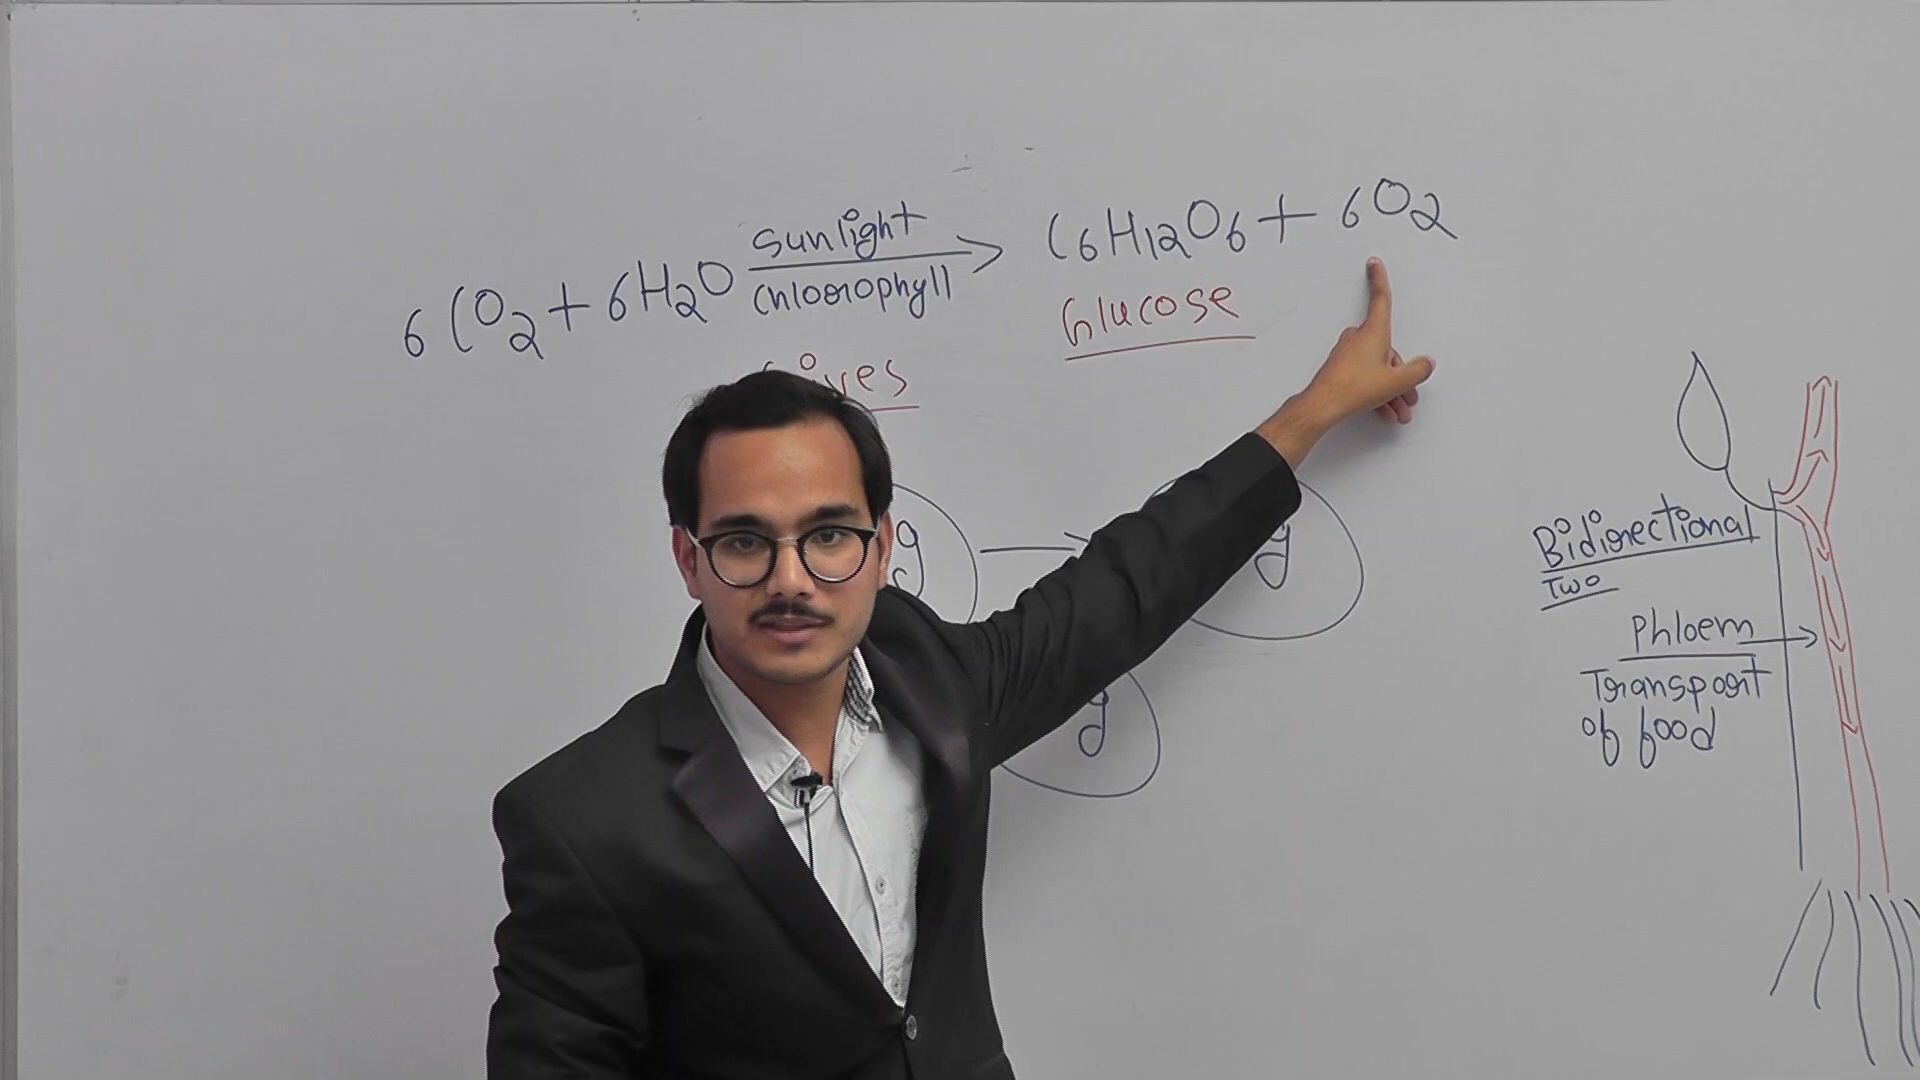 6CO2 + 6H2O sunlight chlorophyll → C6H12O6 + 6O2
Glucose
g
g
g
Bidirectional
Two
Phloem
Transport
of food